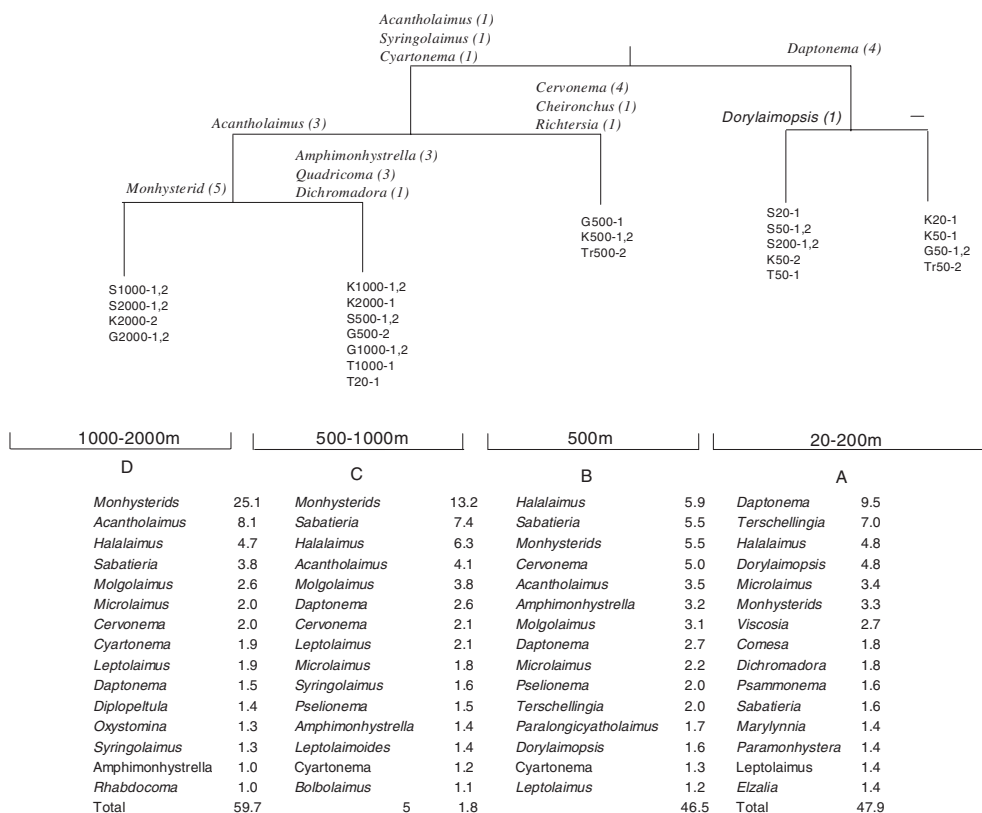 Acantholaimus (1)
Syringolaimus (1)
Cyartonema (1)
Daptonema (4)
Cervonema (4)
Cheironchus (1)
Richtersia (1)
Dorylaimopsis (1)
—
Acantholaimus (3)
Amphimonhystrella (3)
Quadricoma (3)
Dichromadora (1)
Monhysterid (5)
G500-1
K500-1,2
Tr500-2
S20-1
S50-1,2
S200-1,2
K50-2
T50-1
K20-1
K50-1
G50-1,2
Tr50-2
S1000-1,2
S2000-1,2
K2000-2
G2000-1,2
K1000-1,2
K2000-1
S500-1,2
G500-2
G1000-1,2
T1000-1
T20-1
1000-2000m 500-1000m 500m 20-200m
D C B A
Monhysterids 25.1 Monhysterids 13.2 Halalaimus 5.9 Daptonema 9.5
Acantholaimus 8.1 Sabatieria 7.4 Sabatieria 5.5 Terschellingia 7.0
Halalaimus 4.7 Halalaimus 6.3 Monhysterids 5.5 Halalaimus 4.8
Sabatieria 3.8 Acantholaimus 4.1 Cervonema 5.0 Dorylaimopsis 4.8
Molgolaimus 2.6 Molgolaimus 3.8 Acantholaimus 3.5 Microlaimus 3.4
Microlaimus 2.0 Daptonema 2.6 Amphimonhystrella 3.2 Monhysterids 3.3
Cervonema 2.0 Cervonema 2.1 Molgolaimus 3.1 Viscosia 2.7
Cyartonema 1.9 Leptolaimus 2.1 Daptonema 2.7 Comesa 1.8
Leptolaimus 1.9 Microlaimus 1.8 Microlaimus 2.2 Dichromadora 1.8
Daptonema 1.5 Syringolaimus 1.6 Pselionema 2.0 Psammonema 1.6
Diplopeltula 1.4 Pselionema 1.5 Terschellingia 2.0 Sabatieria 1.6
Oxystomina 1.3 Amphimonhystrella 1.4 Paralongicyatholaimus 1.7 Marylynnia 1.4
Syringolaimus 1.3 Leptolaimoides 1.4 Dorylaimopsis 1.6 Paramonhystera 1.4
Amphimonhystrella 1.0 Cyartonema 1.2 Cyartonema 1.3 Leptolaimus 1.4
Rhabdocoma 1.0 Bolbolaimus 1.1 Leptolaimus 1.2 Elzalia 1.4
Total 59.7 5 1.8 46.5 Total 47.9